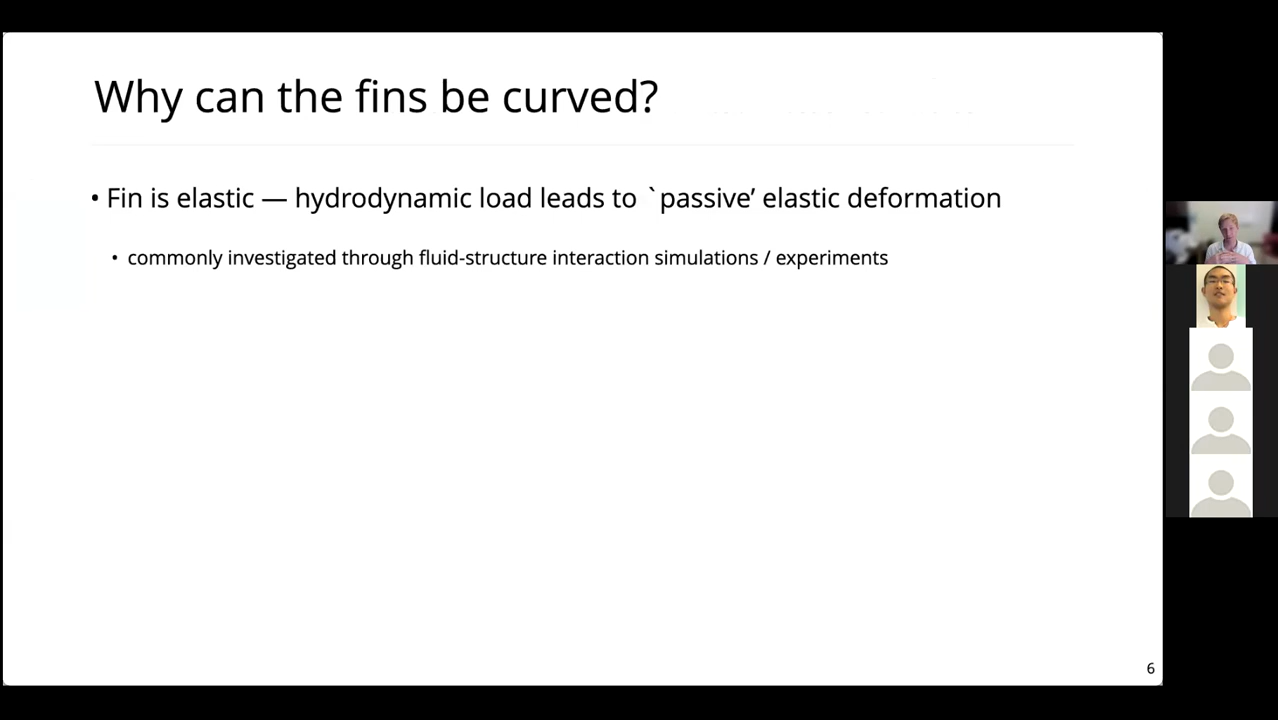 Why can the fins be curved?
• Fin is elastic — hydrodynamic load leads to `passive’ elastic deformation
• commonly investigated through fluid-structure interaction simulations / experiments
6